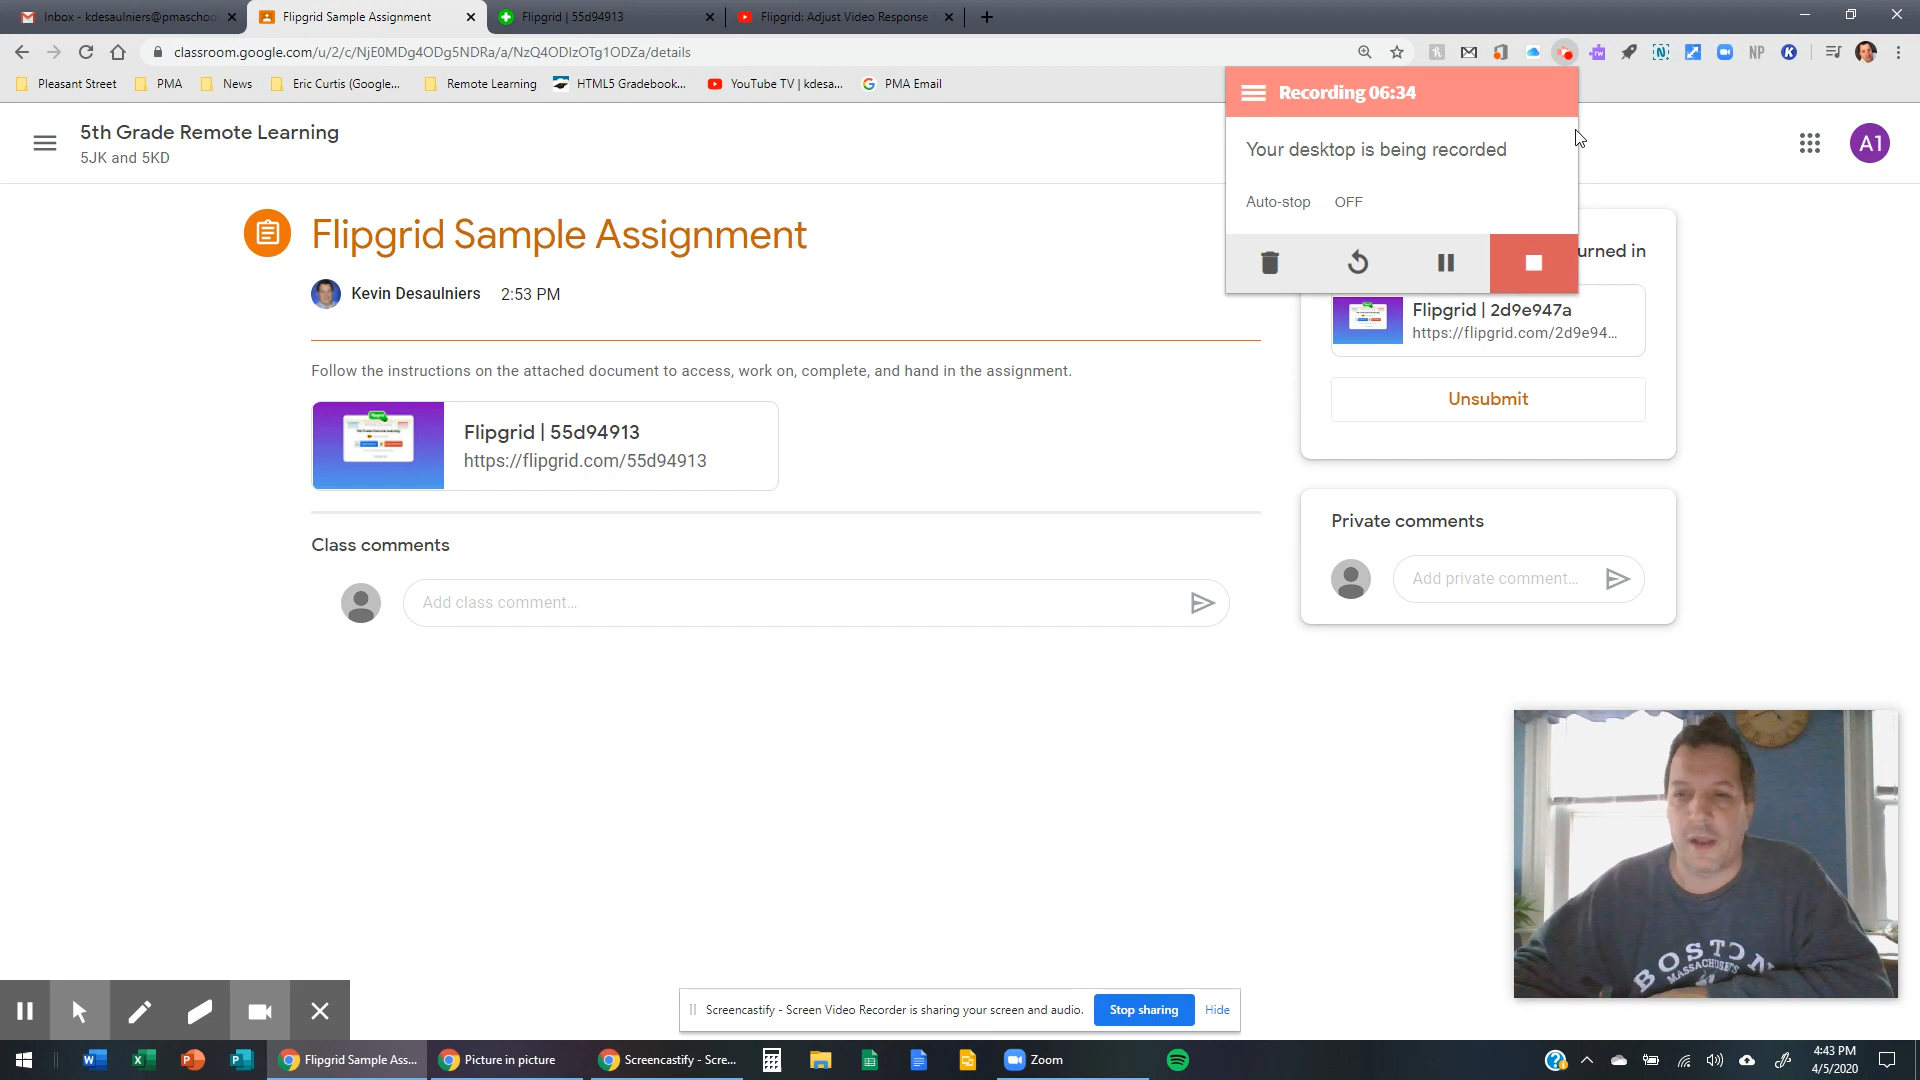 Inbox - kdesaulniers@pmaschoo
Flipgrid Sample Assignment
Flipgrid | 55d94913
Flipgrid: Adjust Video Response
classroom.google.com/u/2/c/NjE0MDg4ODg5NDRa/a/NzQ4ODIzOTg1ODZa/details
NP
K
Pleasant Street
PMA
News
Eric Curtis (Google...
Remote Learning
HTML5 Gradebook...
YouTube TV | kdesa...
PMA Email
Recording 06:34
Your desktop is being recorded
Auto-stop OFF
5th Grade Remote Learning
5JK and 5KD
A1
Flipgrid Sample Assignment
Kevin Desaulniers 2:53 PM
urned in
Flipgrid | 2d9e947a
https://flipgrid.com/2d9e94...
Unsubmit
Follow the instructions on the attached document to access, work on, complete, and hand in the assignment.
Flipgrid | 55d94913
https://flipgrid.com/55d94913
Class comments
Add class comment...
Private comments
Add private comment...
BOSTON
MASSACHUSETTS
Screencastify - Screen Video Recorder is sharing your screen and audio.
Stop sharing
Hide
Flipgrid Sample Ass...
Picture in picture
Screencastify - Scre...
Zoom
4:43 PM
4/5/2020